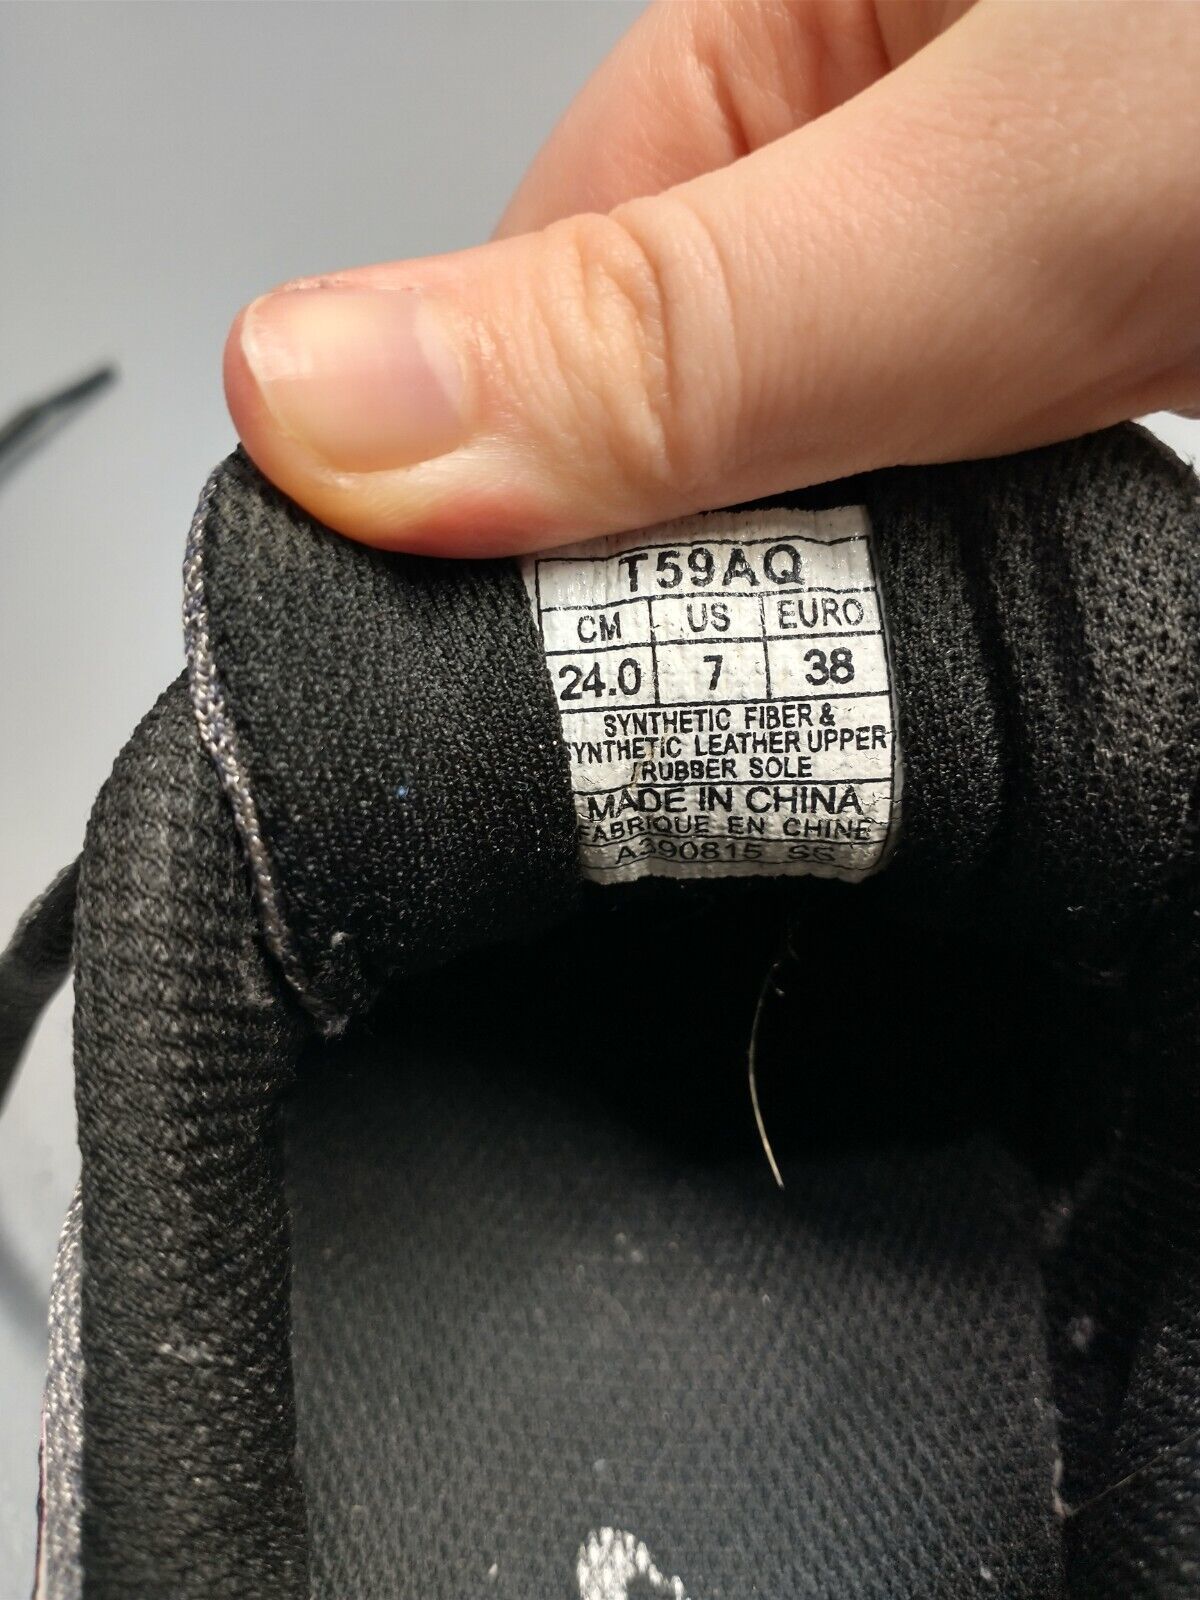 T59AQ
CM US EURO
24.0 7 38
SYNTHETIC FIBER &
SYNTHETIC LEATHER UPPER
/RUBBER SOLE
MADE IN CHINA
FABRIQUE EN CHINE
A390815 S6